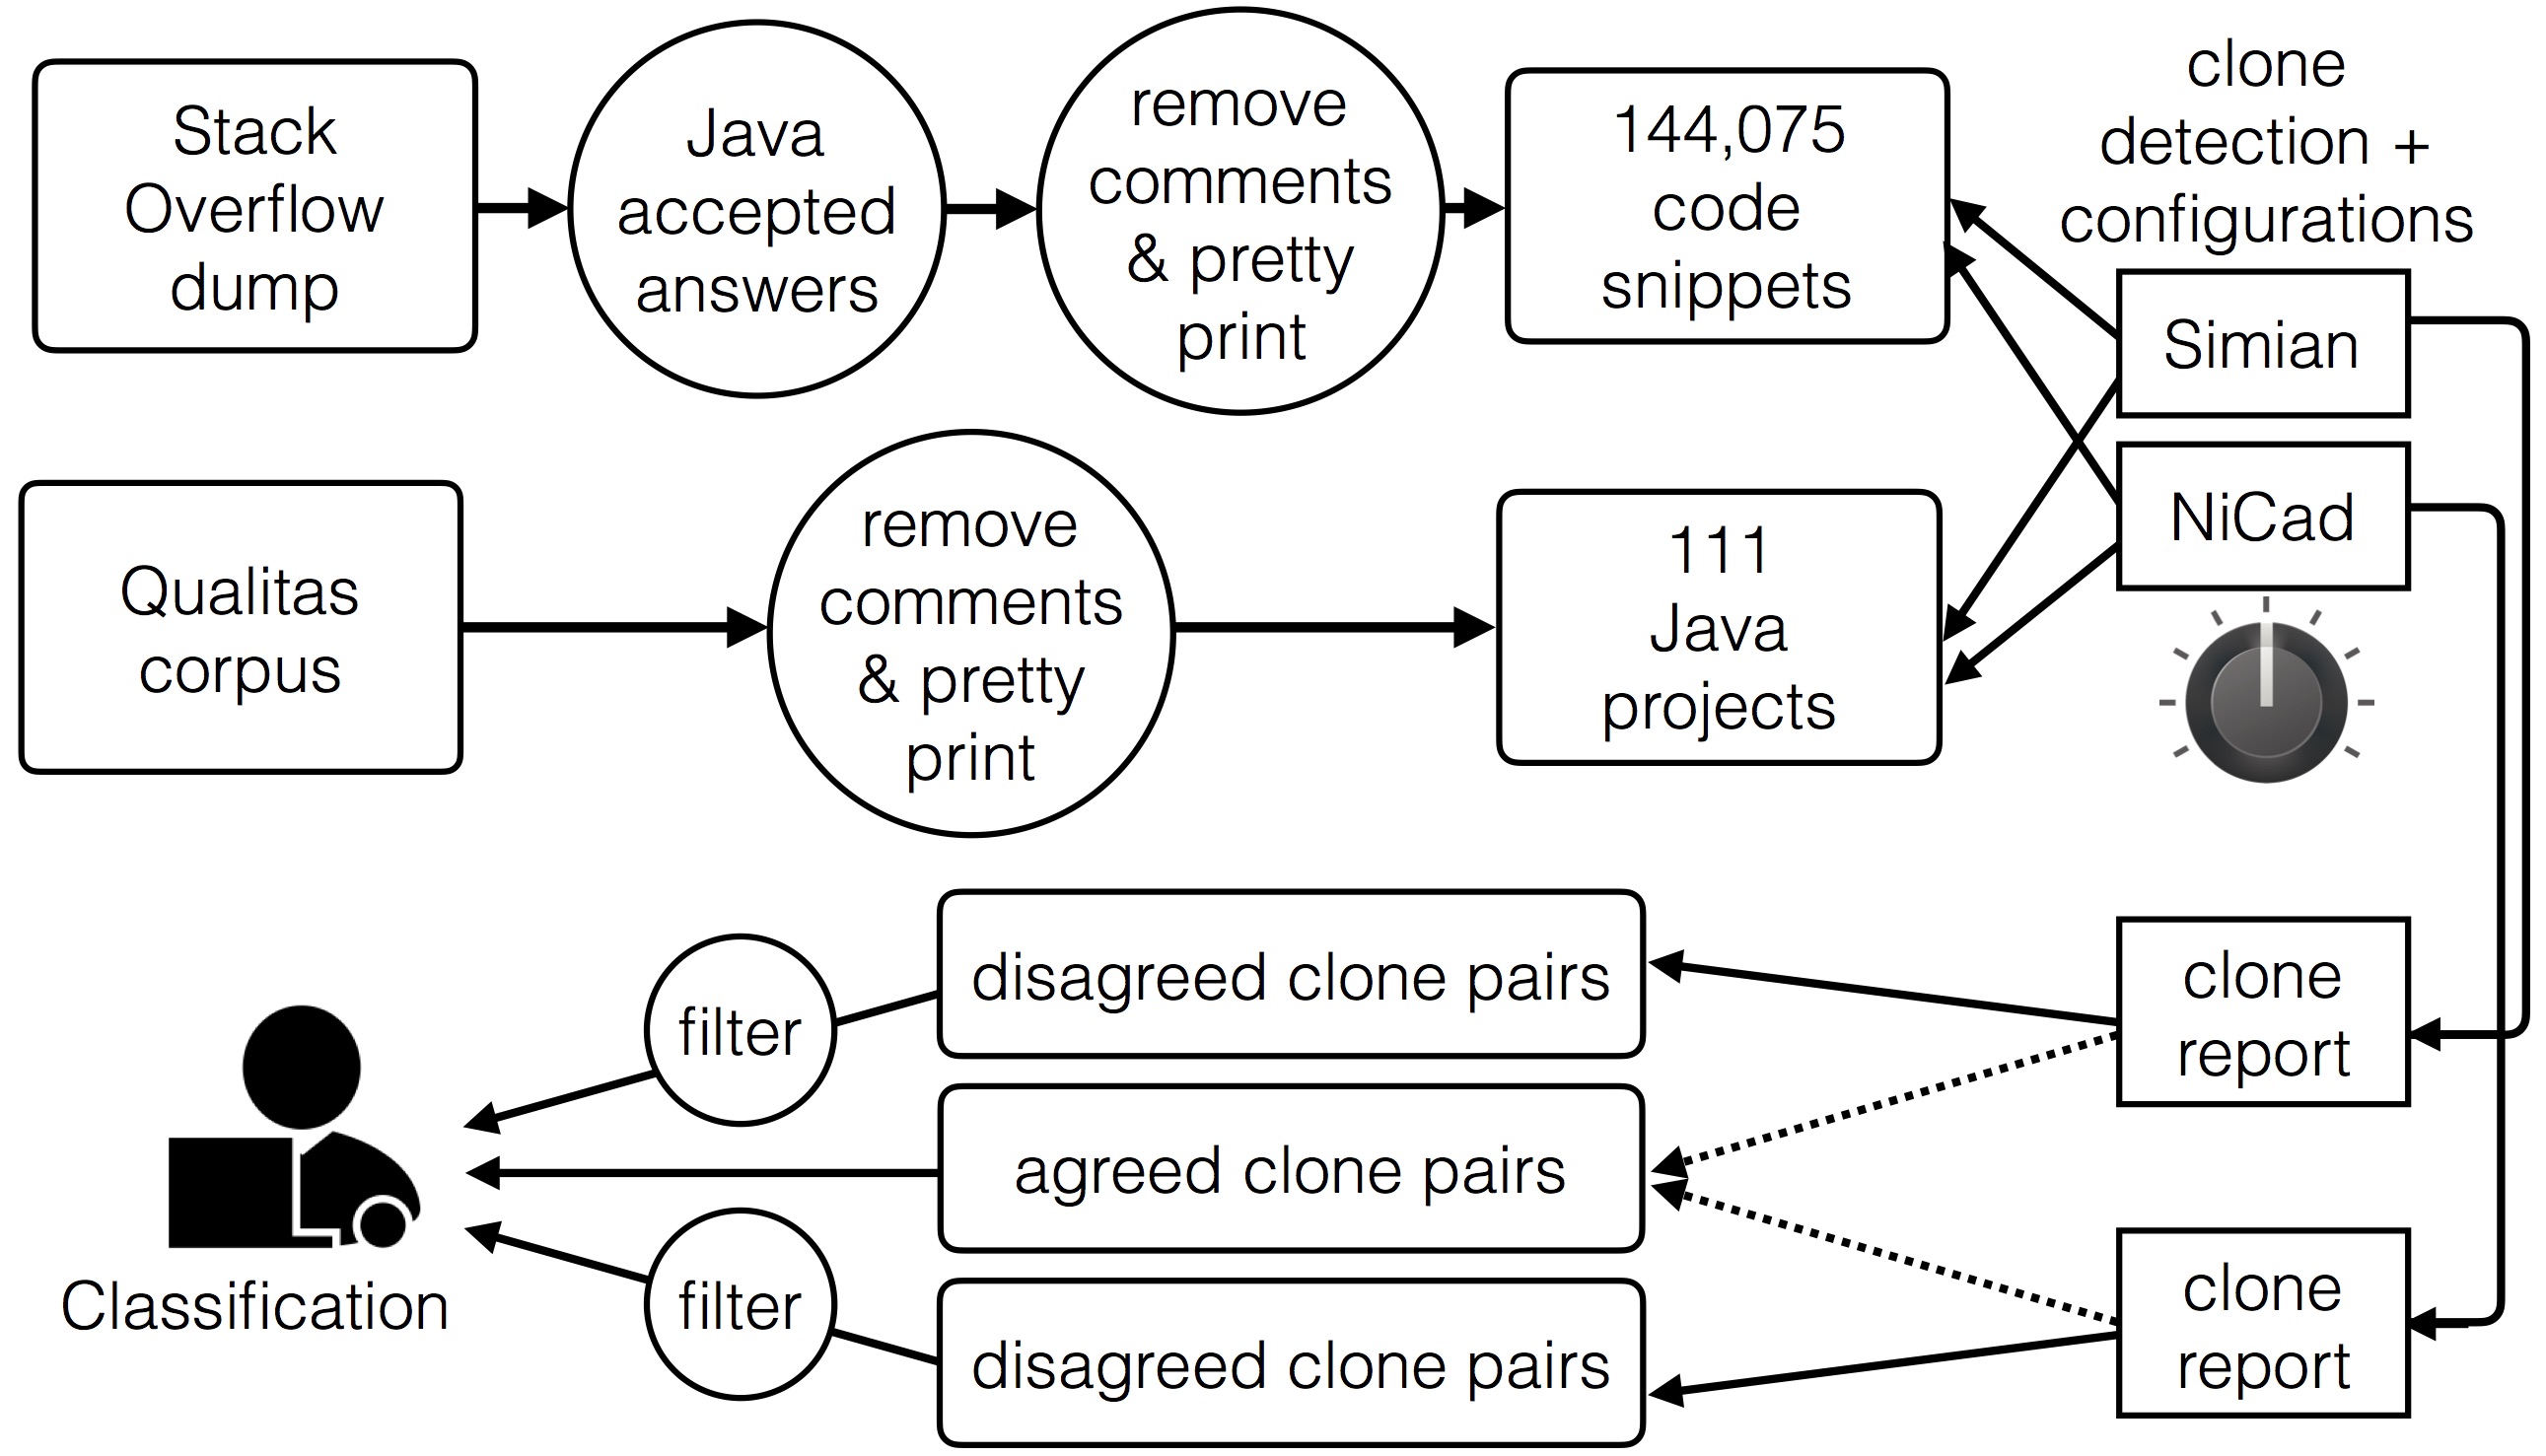 Stack
Overflow
dump
Java
accepted
answers
remove
comments
& pretty
print
144,075
code
snippets
clone
detection +
configurations
Simian
NiCad
Qualitas
corpus
remove
comments
& pretty
print
111
Java
projects
disagreed clone pairs
clone
report
filter
agreed clone pairs
filter
Classification
disagreed clone pairs
clone
report